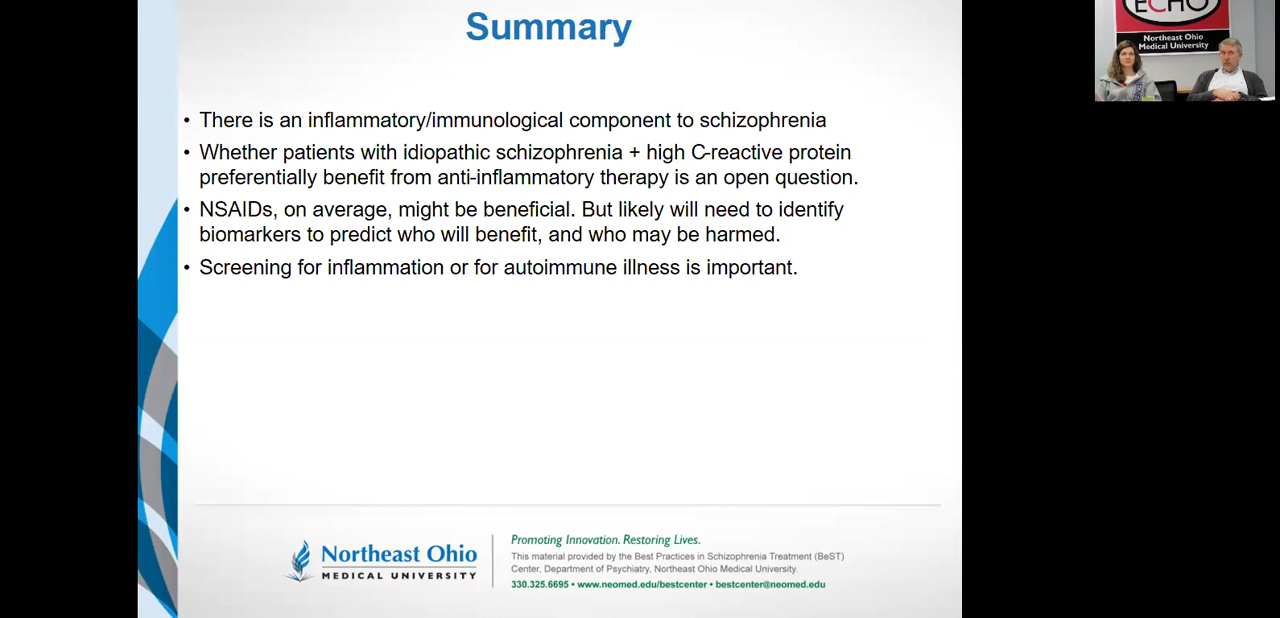 Summary
ECHO
Northeast Ohio
Medical University
• There is an inflammatory/immunological component to schizophrenia
• Whether patients with idiopathic schizophrenia + high C-reactive protein
preferentially benefit from anti-inflammatory therapy is an open question.
• NSAIDs, on average, might be beneficial. But likely will need to identify
biomarkers to predict who will benefit, and who may be harmed.
• Screening for inflammation or for autoimmune illness is important.
Northeast Ohio
MEDICAL UNIVERSITY
Promoting Innovation. Restoring Lives.
This material provided by the Best Practices in Schizophrenia Treatment (BeST)
Center, Department of Psychiatry, Northeast Ohio Medical University.
330.325.6695 • www.neomed.edu/bestcenter • bestcenter@neomed.edu